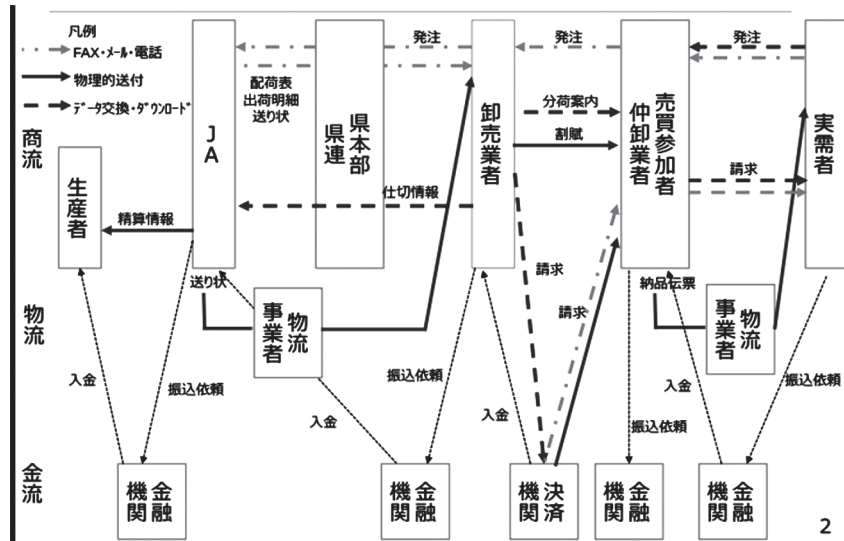 凡例
FAX・メール・電話
物理的送付
データ交換・ダウンロード
商流
物流
金流
発注
発注
発注
配荷表
出荷明細
送り状
分荷案内
割賦
仕切情報
精算情報
請求
生産者
JA
県本部
県連
卸売業者
売買参加者
仲卸業者
実需者
送り状
物流
事業者
請求
請求
納品伝票
物流
事業者
入金
振込依頼
入金
振込依頼
入金
振込依頼
入金
振込依頼
金融
機関
金融
機関
決済
機関
金融
機関
金融
機関
2